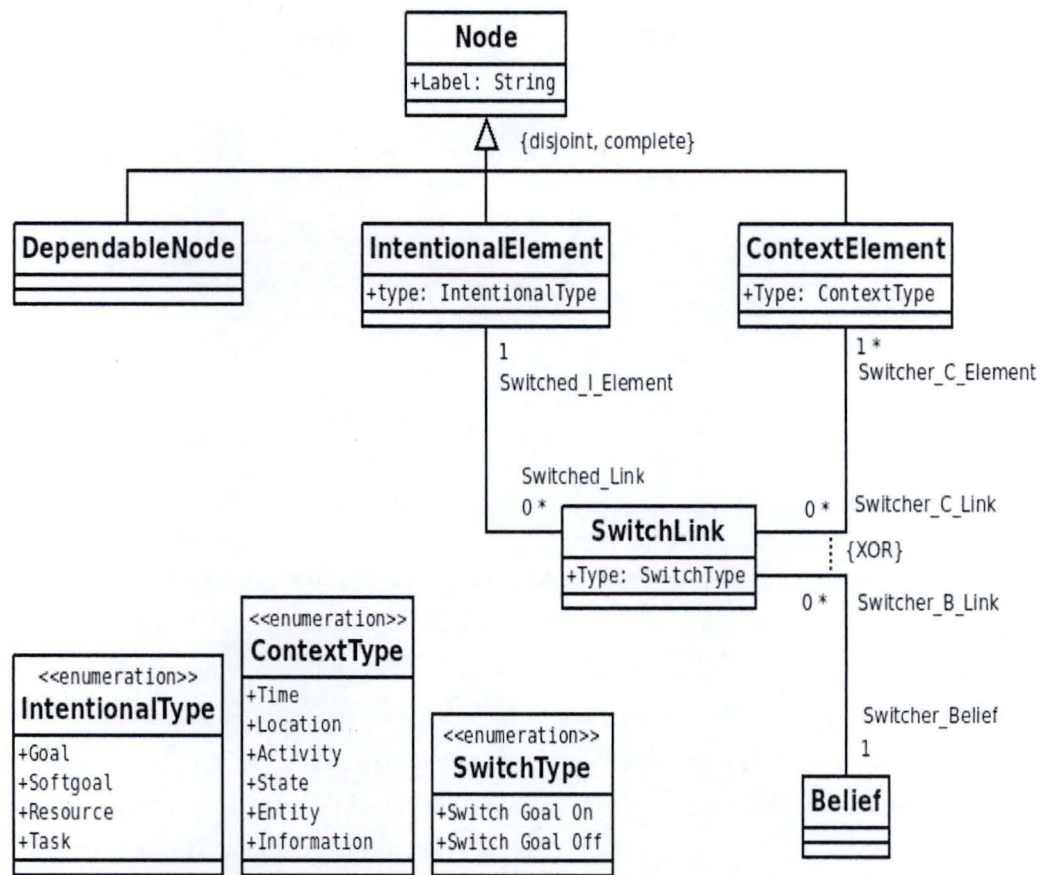 Node
+Label: String
{disjoint, complete}
DependableNode
IntentionalElement
+type: IntentionalType
ContextElement
+Type: ContextType
1
Switched_I_Element
1 *
Switcher_C_Element
Switched_Link
0 *
0 *
Switcher_C_Link
SwitchLink
+Type: SwitchType
{XOR}
0 *
Switcher_B_Link
Switcher_Belief
1
Belief
<<enumeration>>
IntentionalType
+Goal
+Softgoal
+Resource
+Task
<<enumeration>>
ContextType
+Time
+Location
+Activity
+State
+Entity
+Information
<<enumeration>>
SwitchType
+Switch Goal On
+Switch Goal Off